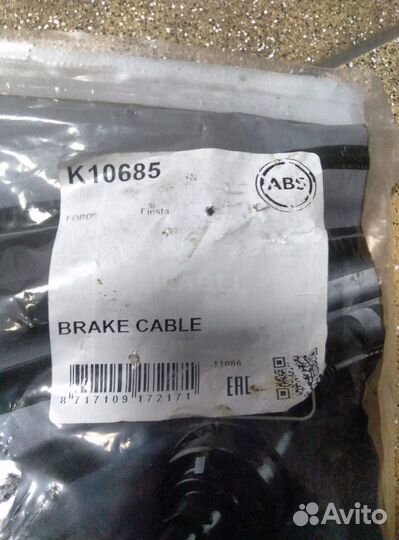 K10685
ABS
FORD Fiesta
BRAKE CABLE
11086
8 717109 172171
EAC
Avito